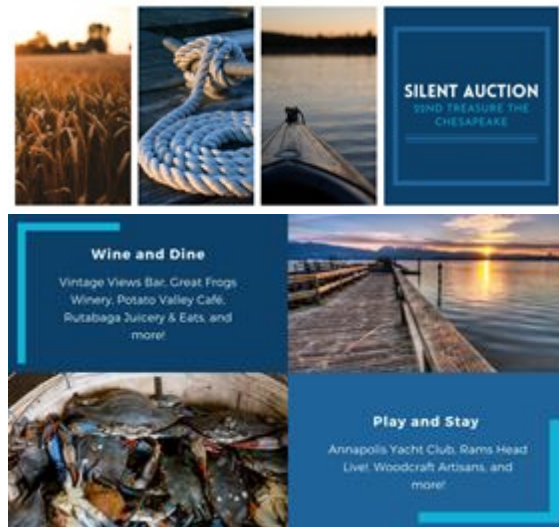 SILENT AUCTION
22ND TREASURE THE
CHESAPEAKE
Wine and Dine
Vintage Views Bar, Great Frogs
Winery, Potato Valley Café,
Rutabaga Juicery & Eats, and
more!
Play and Stay
Annapolis Yacht Club, Rams Head
Live!, Woodcraft Artisans, and
more!